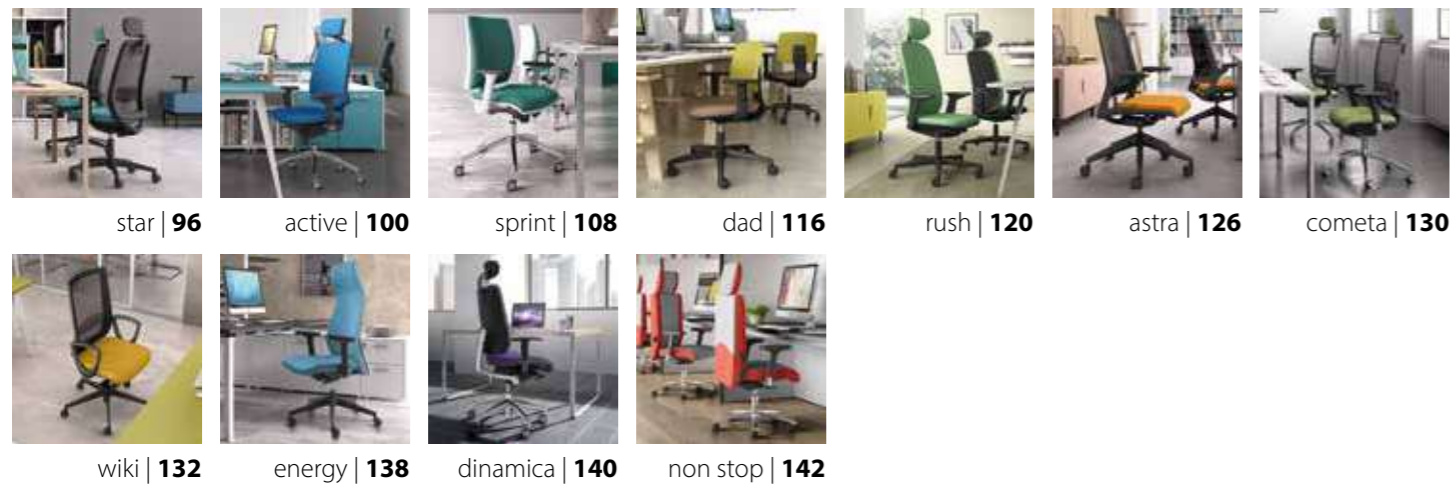 star | 96
active | 100
sprint | 108
dad | 116
rush | 120
astra | 126
cometa | 130
wiki | 132
energy | 138
dinamica | 140
non stop | 142